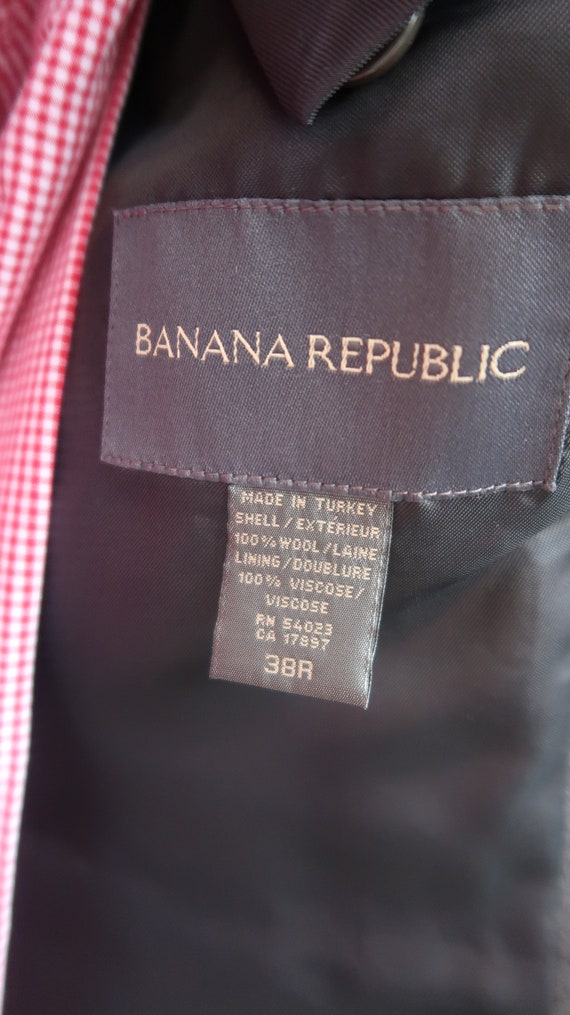 BANANA REPUBLIC
MADE IN TURKEY
SHELL/EXTÉRIEUR
100% WOOL/LAINE
LINING/DOUBLURE
100% VISCOSE/
VISCOSE
RN 54023
CA 17897
38R